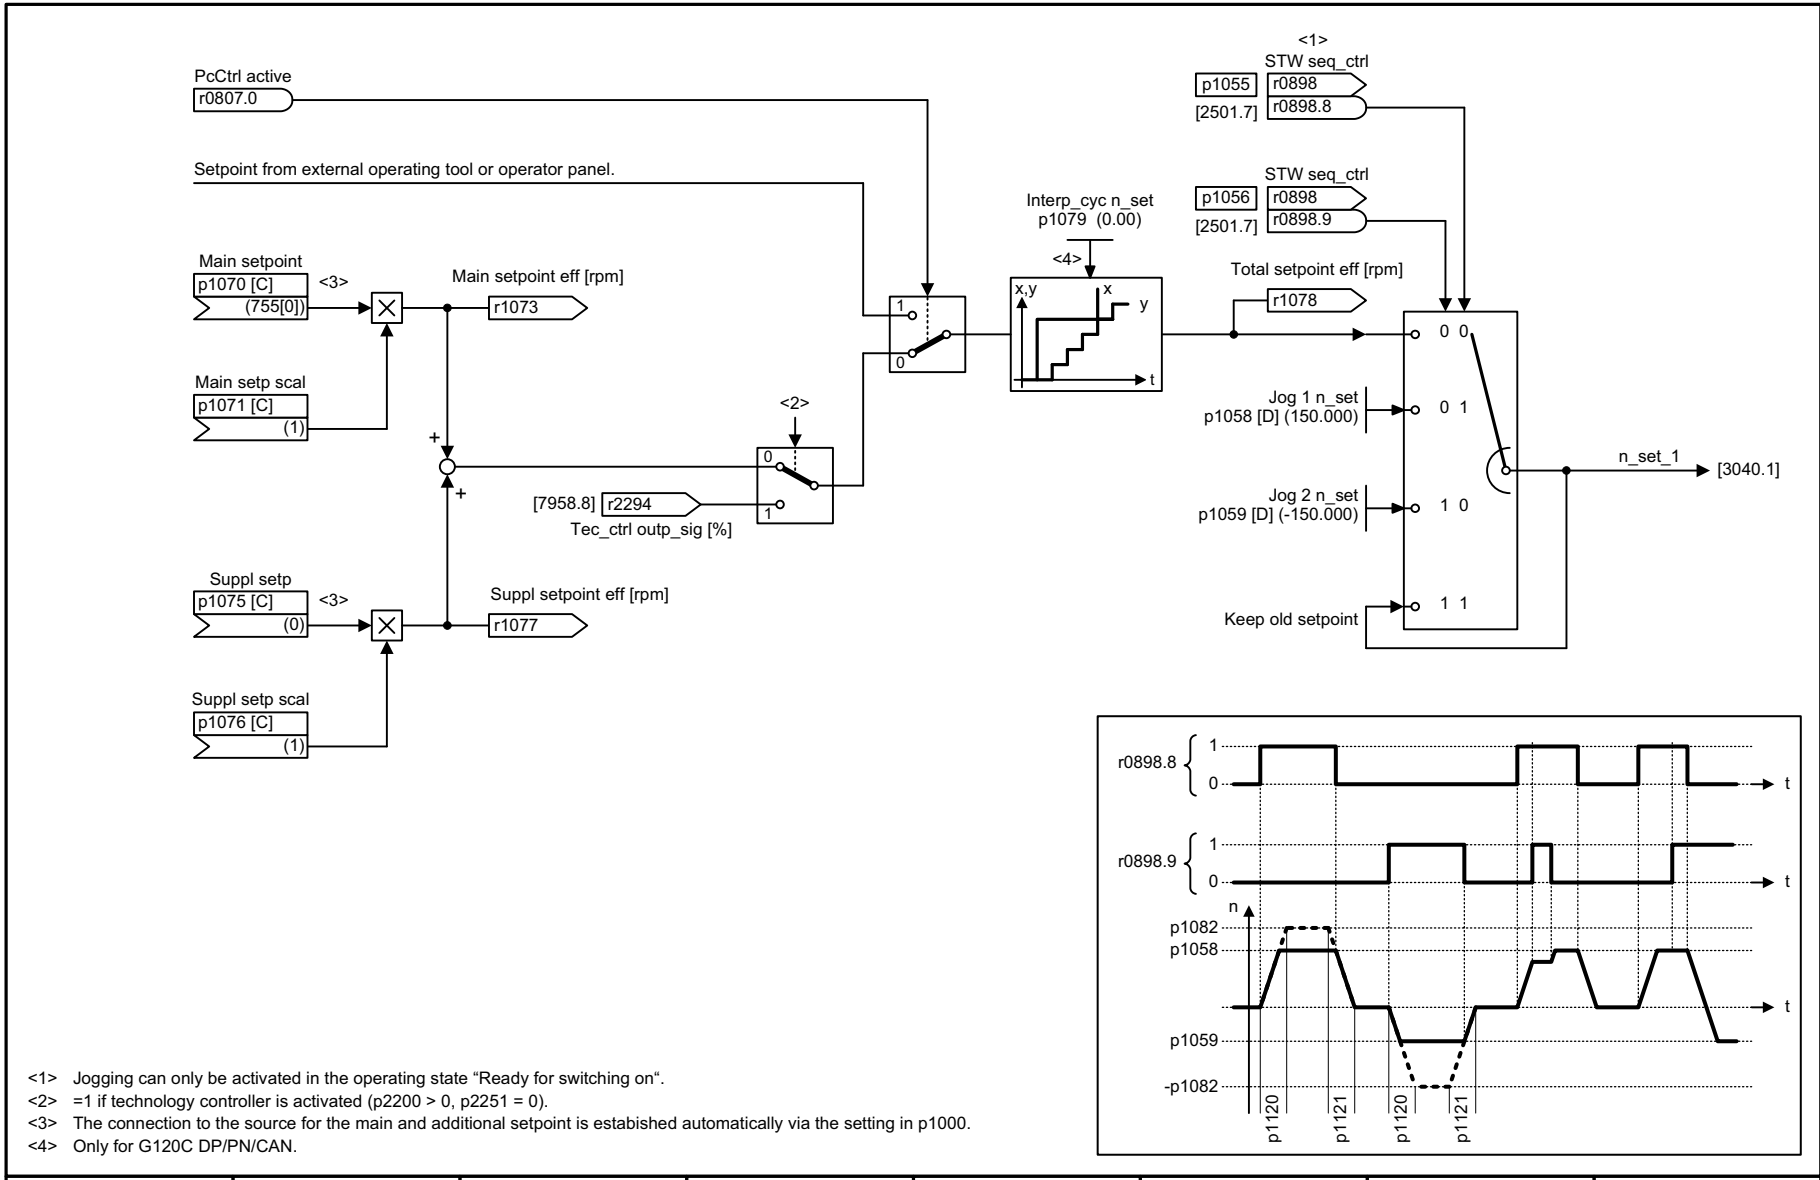 PcCtrl active
r0807.0
Setpoint from external operating tool or operator panel.
Main setpoint
p1070 [C]
(755[0])
<3>
Main setpoint eff [rpm]
r1073
Main setp scal
p1071 [C]
(1)
+
+
<2>
0
1
[7958.8]
r2294
Tec_ctrl outp_sig [%]
Suppl setp
p1075 [C]
(0)
<3>
Suppl setpoint eff [rpm]
r1077
Suppl setp scal
p1076 [C]
(1)
1
0
Interp_cyc n_set
p1079 (0.00)
<4>
x,y
x
y
t
<1>
STW seq_ctrl
p1055
r0898
[2501.7]
r0898.8
STW seq_ctrl
p1056
r0898
[2501.7]
r0898.9
Total setpoint eff [rpm]
r1078
0 0
Jog 1 n_set
p1058 [D] (150.000)
0 1
n_set_1
[3040.1]
Jog 2 n_set
p1059 [D] (-150.000)
1 0
Keep old setpoint
1 1
r0898.8
1
0
t
r0898.9
1
0
t
n
p1082
p1058
t
p1059
-p1082
p1120
p1121
p1120
p1121
<1> Jogging can only be activated in the operating state “Ready for switching on“.
<2> =1 if technology controller is activated (p2200 > 0, p2251 = 0).
<3> The connection to the source for the main and additional setpoint is estabished automatically via the setting in p1000.
<4> Only for G120C DP/PN/CAN.